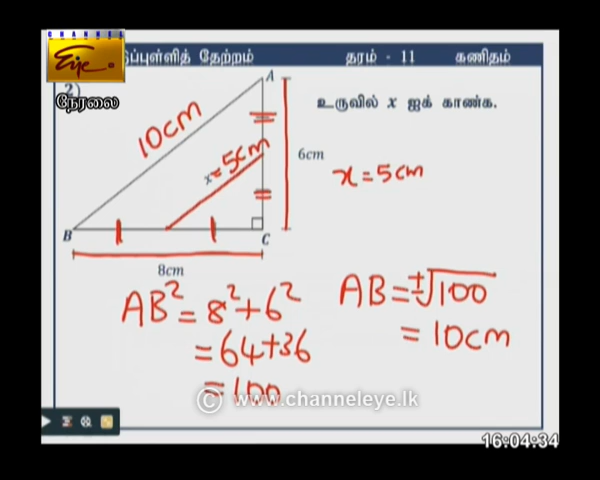 CHANNEL
Eye.
நேரலை
டுப்புள்ளித் தேற்றம் தரம் - 11 கணிதம்
2)
உருவில் x ஐக் காண்க.
A
10cm
x=5cm
6cm
x=5cm
B
C
8cm
AB²=8²+6²
=64+36
=100
AB=±√100
=10cm
© www.channeleye.lk
16:04:34